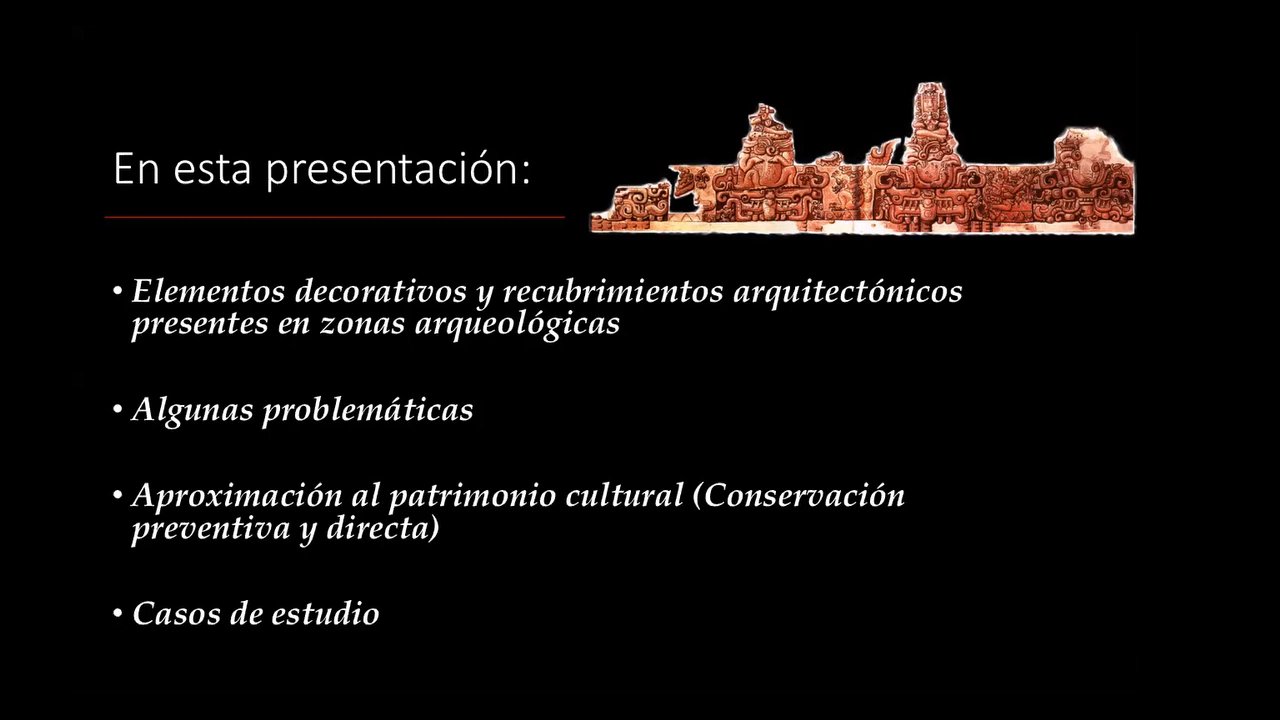 En esta presentación:
• Elementos decorativos y recubrimientos arquitectónicos
presentes en zonas arqueológicas
• Algunas problemáticas
• Aproximación al patrimonio cultural (Conservación
preventiva y directa)
• Casos de estudio